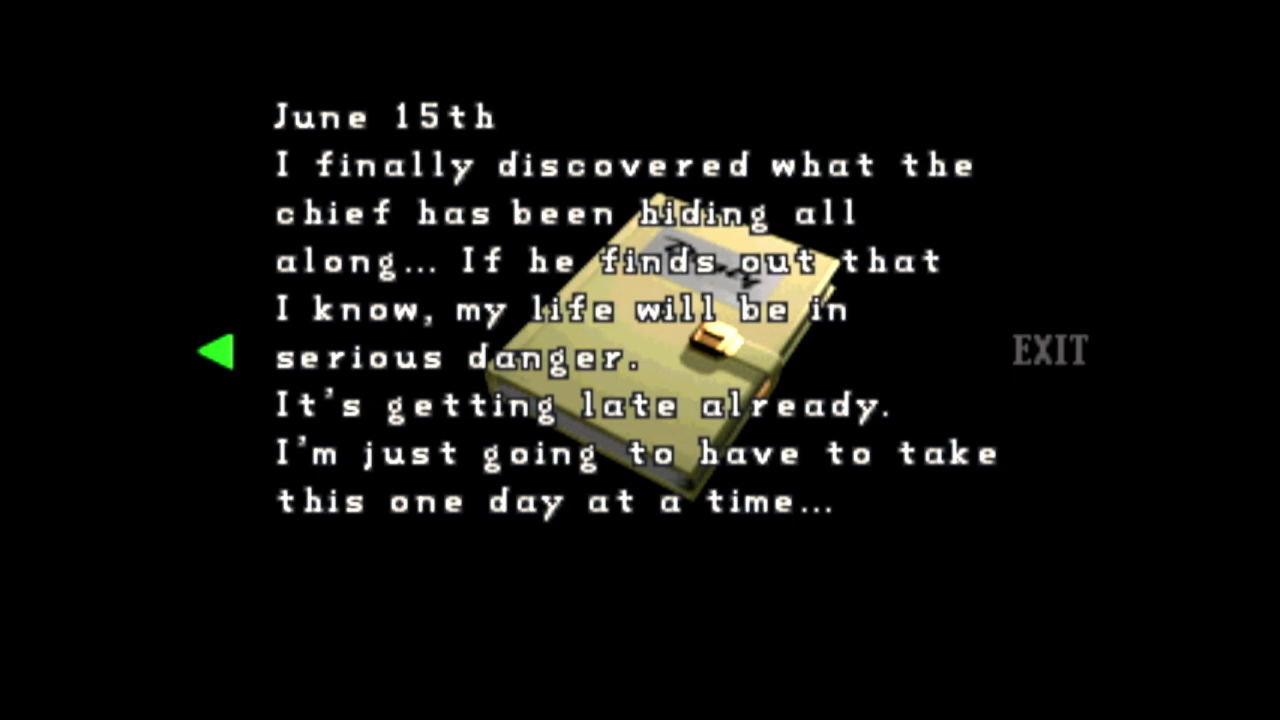 June 15th
I finally discovered what the
chief has been hiding all
along... If he finds out that
I know, my life will be in
serious danger.
It's getting late already.
I'm just going to have to take
this one day at a time...
EXIT
Diary